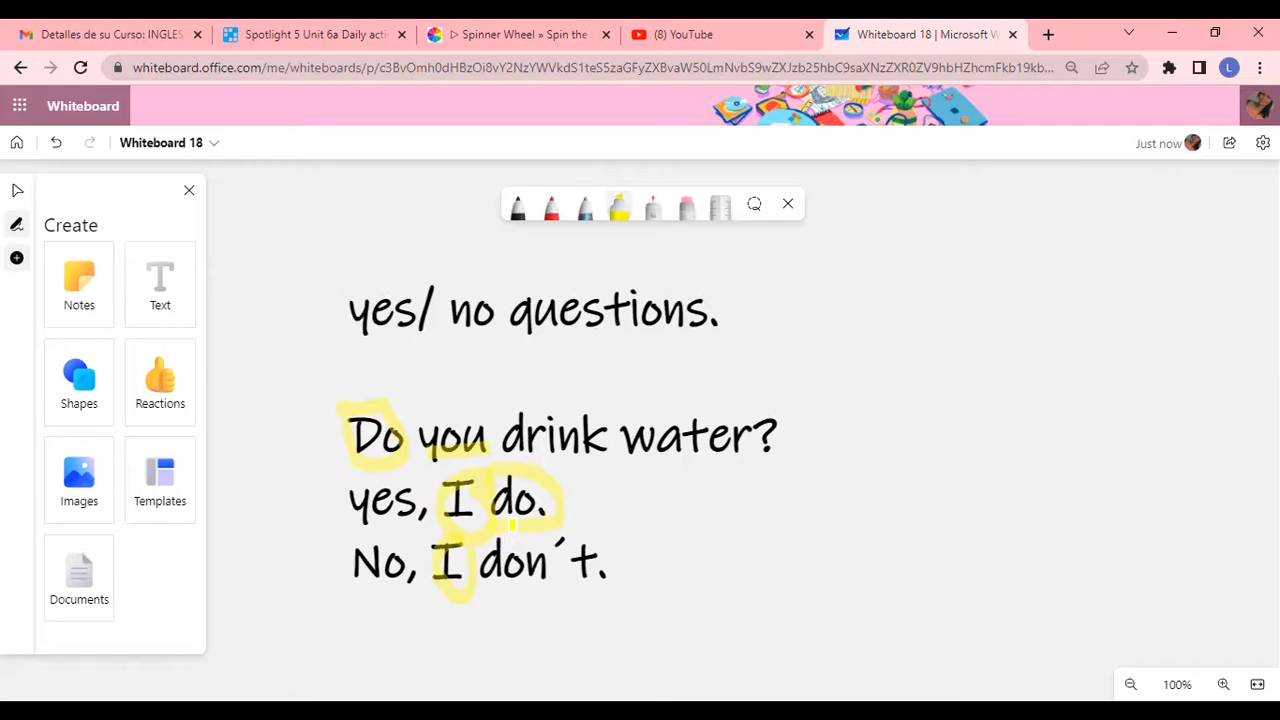 Detalles de su Curso: INGLES
Spotlight 5 Unit 6a Daily acti
Spinner Wheel » Spin the
(8) YouTube
Whiteboard 18 | Microsoft W
L
Whiteboard
Whiteboard 18
Just now
Create
Notes
Text
Shapes
Reactions
Images
Templates
Documents
yes/ no questions.
Do you drink water?
yes, I do.
No, I don´t.
100%